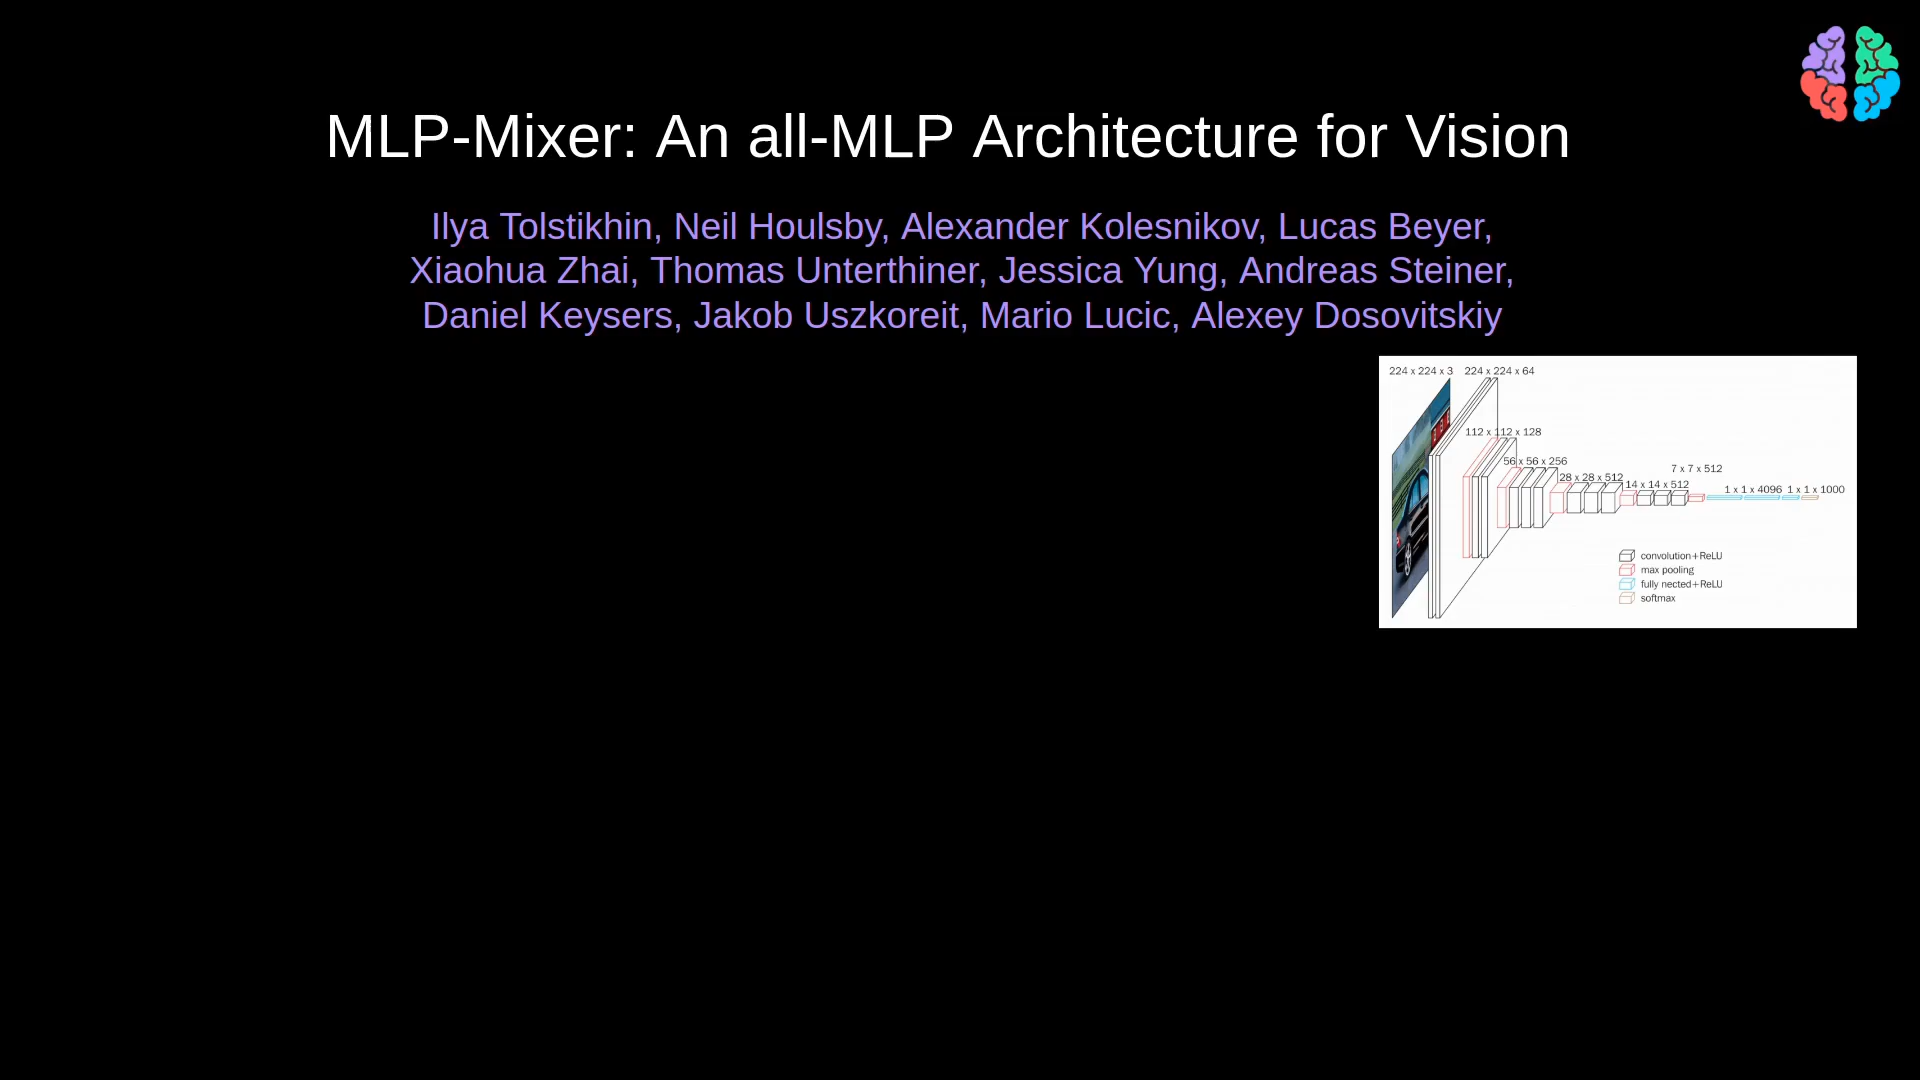 MLP-Mixer: An all-MLP Architecture for Vision
Ilya Tolstikhin, Neil Houlsby, Alexander Kolesnikov, Lucas Beyer,
Xiaohua Zhai, Thomas Unterthiner, Jessica Yung, Andreas Steiner,
Daniel Keysers, Jakob Uszkoreit, Mario Lucic, Alexey Dosovitskiy
224 x 224 x 3 224 x 224 x 64
112 x 112 x 128
56 x 56 x 256
28 x 28 x 512
14 x 14 x 512
7 x 7 x 512
1 x 1 x 4096 1 x 1 x 1000
convolution+ReLU
max pooling
fully nected+ReLU
softmax